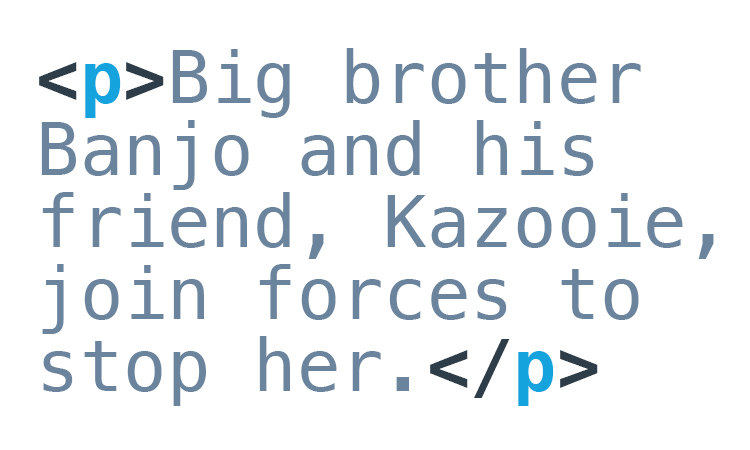 <p>Big brother
Banjo and his
friend, Kazooie,
join forces to
stop her.</p>